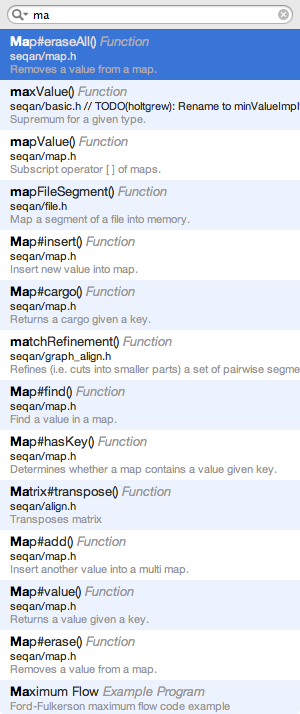 ma
Map#eraseAll() Function
seqan/map.h
Removes a value from a map.
maxValue() Function
seqan/basic.h // TODO(holtgrew): Rename to minValueImpl
Supremum for a given type.
mapValue() Function
seqan/map.h
Subscript operator [ ] of maps.
mapFileSegment() Function
seqan/file.h
Map a segment of a file into memory.
Map#insert() Function
seqan/map.h
Insert new value into map.
Map#cargo() Function
seqan/map.h
Returns a cargo given a key.
matchRefinement() Function
seqan/graph_align.h
Refines (i.e. cuts into smaller parts) a set of pairwise segme
Map#find() Function
seqan/map.h
Find a value in a map.
Map#hasKey() Function
seqan/map.h
Determines whether a map contains a value given key.
Matrix#transpose() Function
seqan/align.h
Transposes matrix
Map#add() Function
seqan/map.h
Insert another value into a multi map.
Map#value() Function
seqan/map.h
Returns a value given a key.
Map#erase() Function
seqan/map.h
Removes a value from a map.
Maximum Flow Example Program
Ford-Fulkerson maximum flow code example